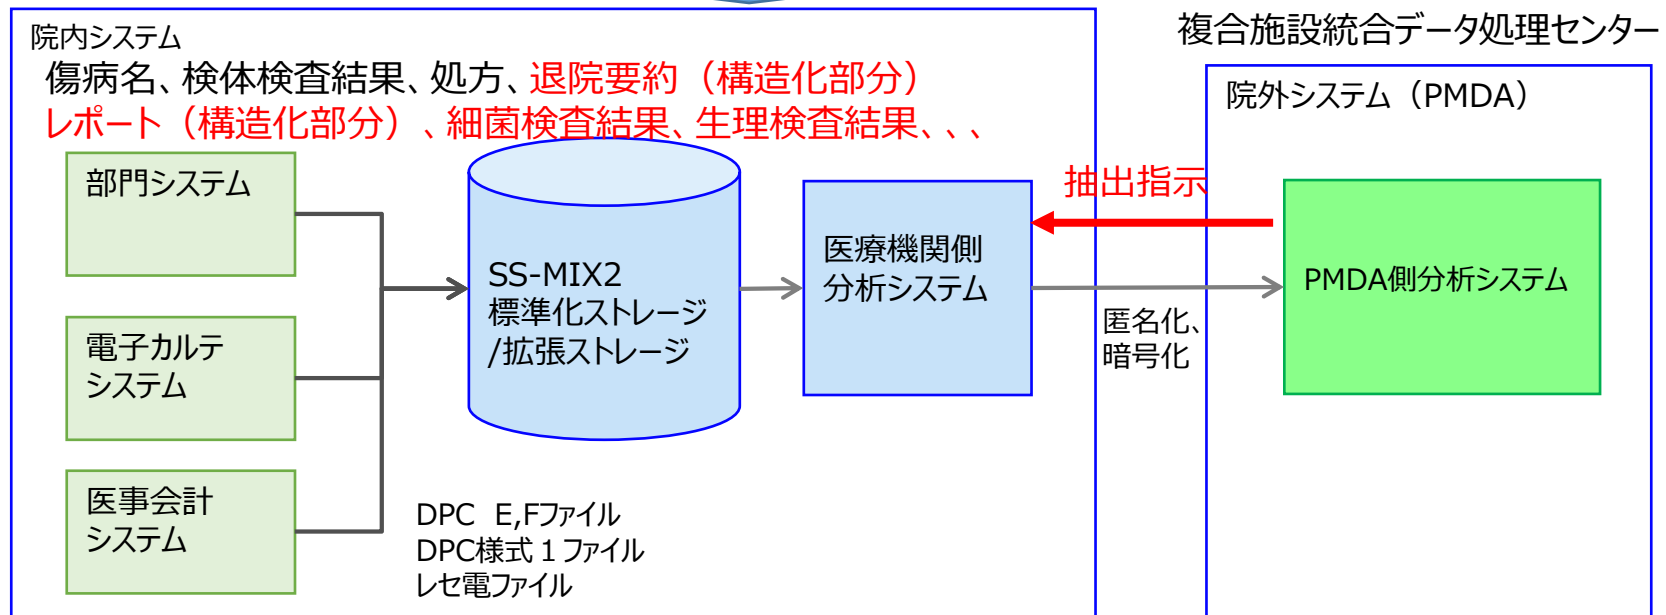 院内システム
傷病名、検体検査結果、処方、退院要約（構造化部分）
レポート（構造化部分）、細菌検査結果、生理検査結果、、、
部門システム
電子カルテ
システム
医事会計
システム
SS-MIX2
標準化ストレージ
/拡張ストレージ
DPC　E,Fファイル
DPC様式１ファイル
レセ電ファイル
医療機関側
分析システム
抽出指示
匿名化、
暗号化
複合施設統合データ処理センター
院外システム（PMDA）
PMDA側分析システム